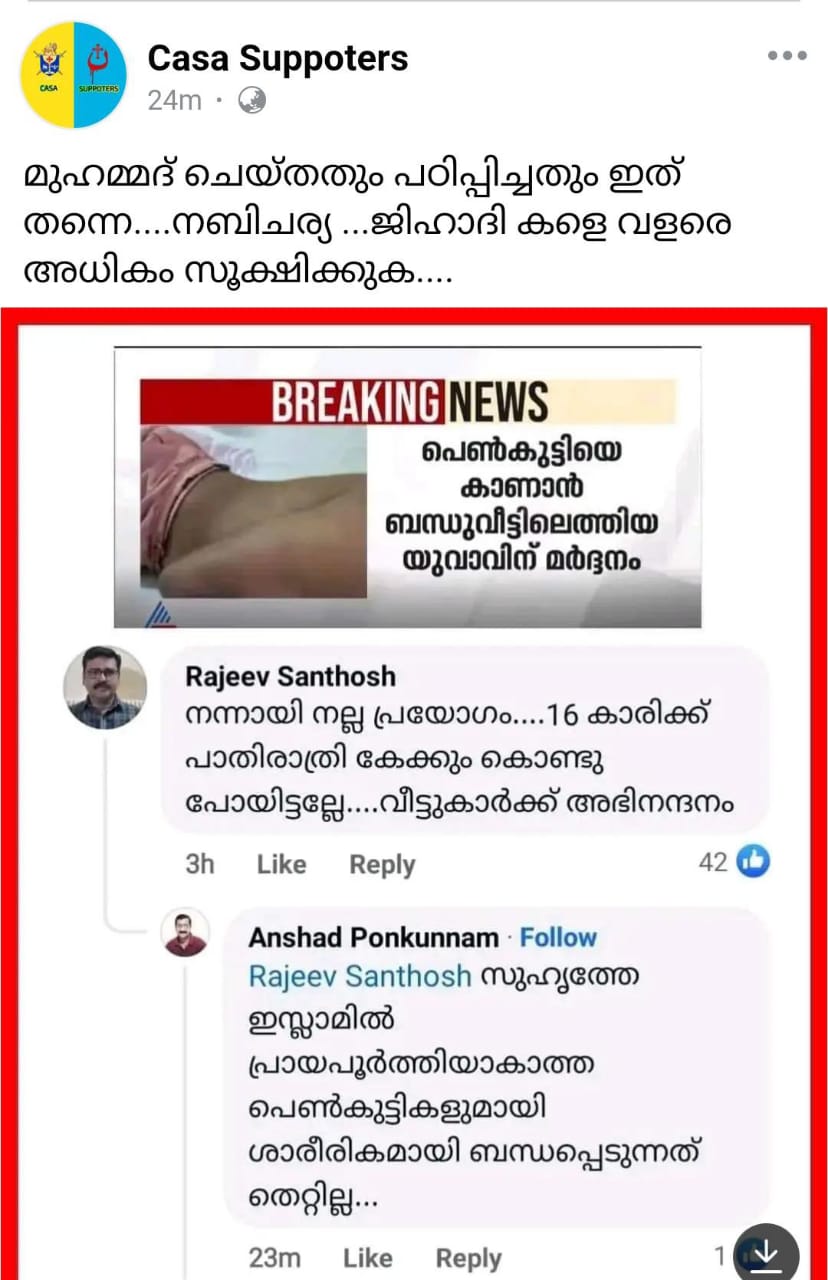 Casa Suppoters
24m ·
CASA
SUPPOTERS
മുഹമ്മദ് ചെയ്തതും പഠിപ്പിച്ചതും ഇത്
തന്നെ....നബിചര്യ ...ജിഹാദി കളെ വളരെ
അധികം സൂക്ഷിക്കുക....
BREAKING NEWS
പെൺകുട്ടിയെ
കാണാൻ
ബന്ധുവീട്ടിലെത്തിയ
യുവാവിന് മർദ്ദനം
Rajeev Santhosh
നന്നായി നല്ല പ്രയോഗം....16 കാരിക്ക്
പാതിരാത്രി കേക്കും കൊണ്ടു
പോയിട്ടല്ലേ....വീട്ടുകാർക്ക് അഭിനന്ദനം
3h Like Reply 42
Anshad Ponkunnam · Follow
Rajeev Santhosh സുഹൃത്തേ
ഇസ്ലാമിൽ
പ്രായപൂർത്തിയാകാത്ത
പെൺകുട്ടികളുമായി
ശാരീരികമായി ബന്ധപ്പെടുന്നത്
തെറ്റില്ല...
23m Like Reply 1